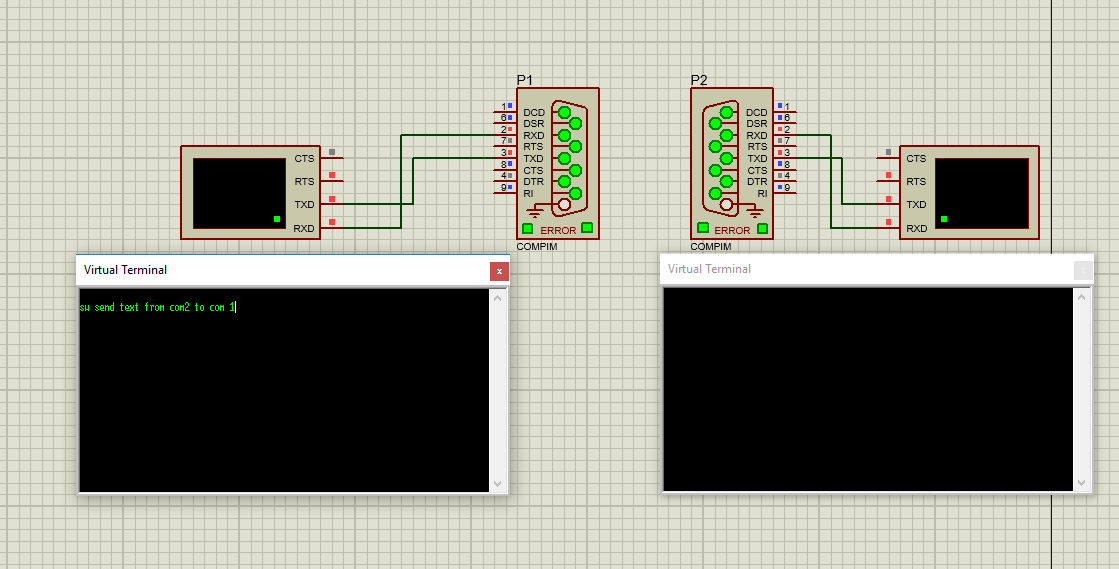 P1
P2
1
6
2
7
3
8
4
9
DCD
DSR
RXD
RTS
TXD
CTS
DTR
RI
ERROR
COMPIM
DCD
DSR
RXD
RTS
TXD
CTS
DTR
RI
1
6
2
7
3
8
4
9
ERROR
COMPIM
CTS
RTS
TXD
RXD
CTS
RTS
TXD
RXD
Virtual Terminal
x
send text from com2 to com 1
Virtual Terminal